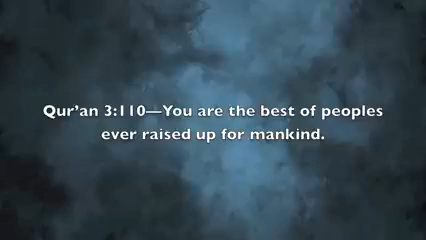 Qur’an 3:110—You are the best of peoples
ever raised up for mankind.